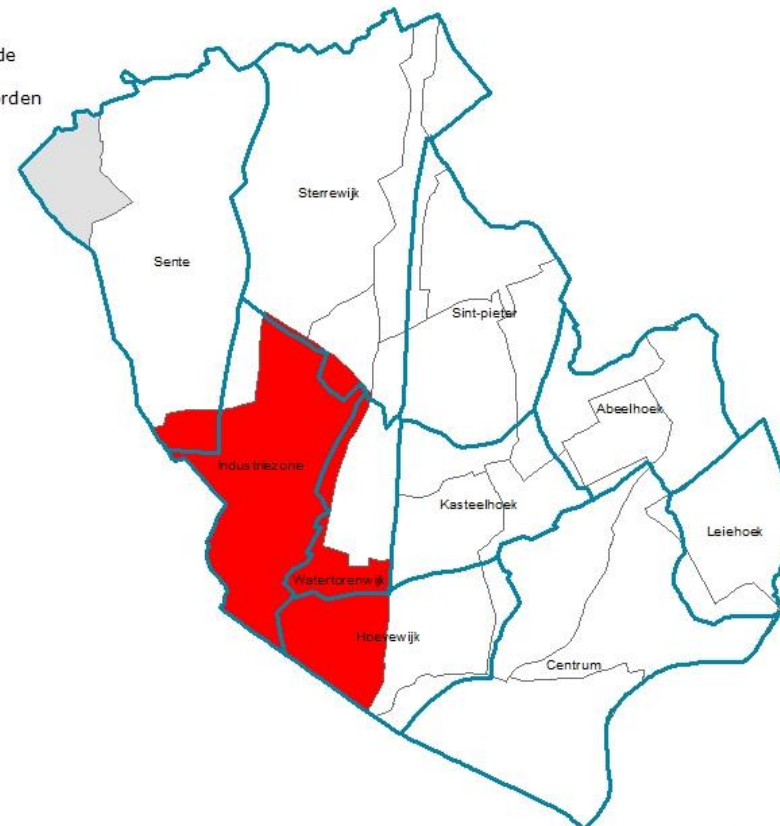 de
rden
Sterrewijk
Sente
Sint-pieter
Abeelhoek
Industriezone
Kasteelhoek
Leiehoek
Watertorenwijk
Hoevewijk
Centrum